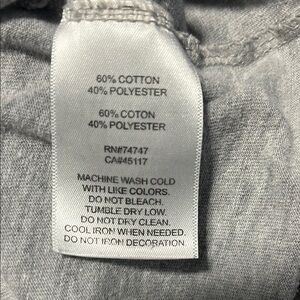 60% COTTON
40% POLYESTER
60% COTON
40% POLYESTER
RN#74747
CA#45117
MACHINE WASH COLD
WITH LIKE COLORS.
DO NOT BLEACH.
TUMBLE DRY LOW.
DO NOT DRY CLEAN.
COOL IRON WHEN NEEDED.
DO NOT IRON DECORATION.